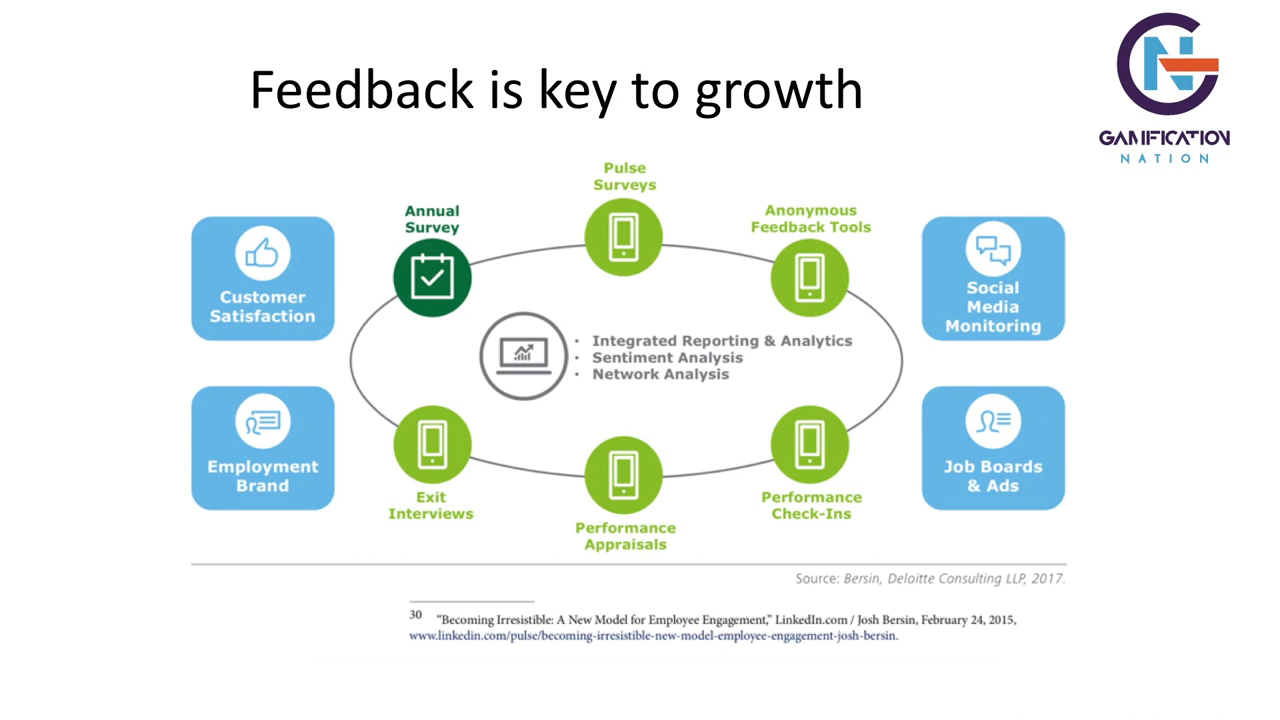 Feedback is key to growth
GAMIFICATION
NATION
Pulse
Surveys
Annual
Survey
Anonymous
Feedback Tools
Customer
Satisfaction
Social
Media
Monitoring
• Integrated Reporting & Analytics
• Sentiment Analysis
• Network Analysis
Employment
Brand
Job Boards
& Ads
Exit
Interviews
Performance
Appraisals
Performance
Check-Ins
Source: Bersin, Deloitte Consulting LLP, 2017.
30 “Becoming Irresistible: A New Model for Employee Engagement,” LinkedIn.com / Josh Bersin, February 24, 2015,
www.linkedin.com/pulse/becoming-irresistible-new-model-employee-engagement-josh-bersin.